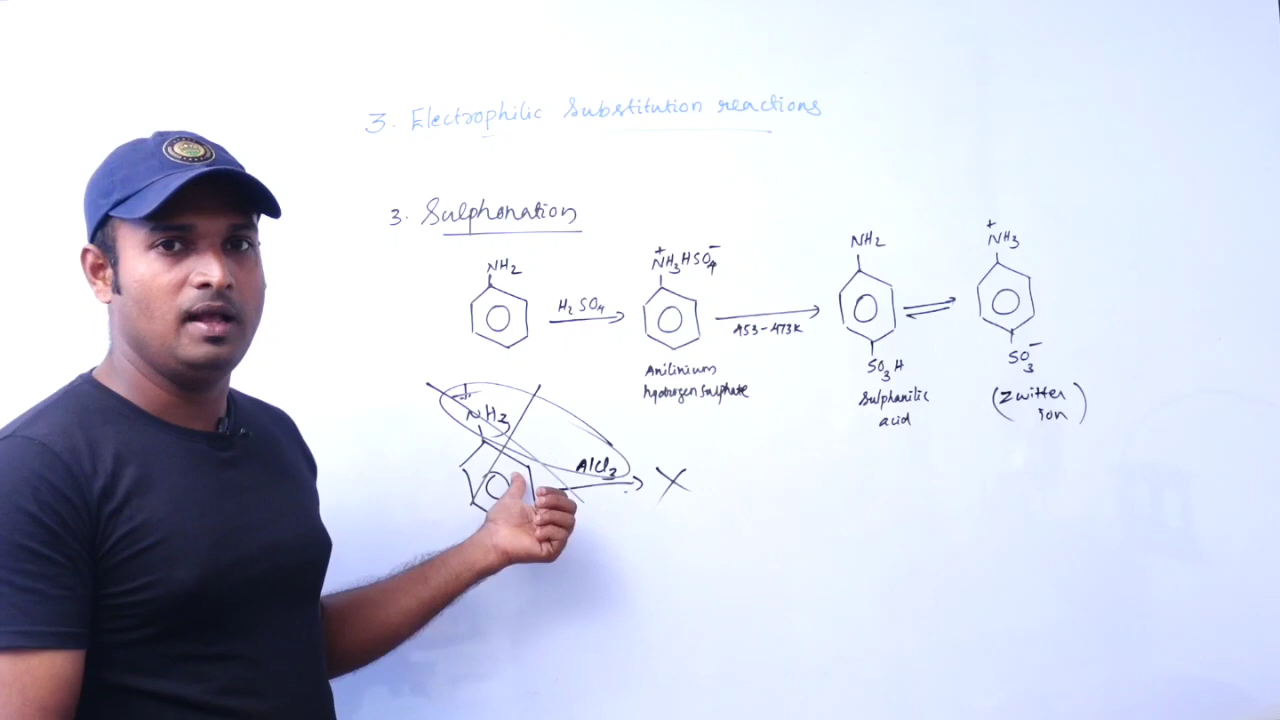 3. Electrophilic Substitution reactions
3. Sulphonation
NH2
H2SO4
+
NH3HSO4-
Anilinium
hydrogen sulphate
453-473K
NH2
SO3H
Sulphanilic
acid
+
NH3
SO3-
(Zwitter
ion)
+
NH3
AlCl3
X